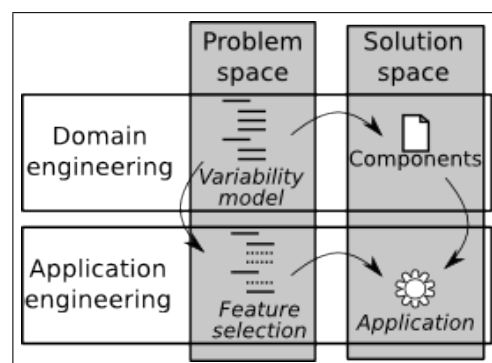 Problem
space
Solution
space
Domain
engineering
Variability
model
Components
Application
engineering
Feature
selection
Application